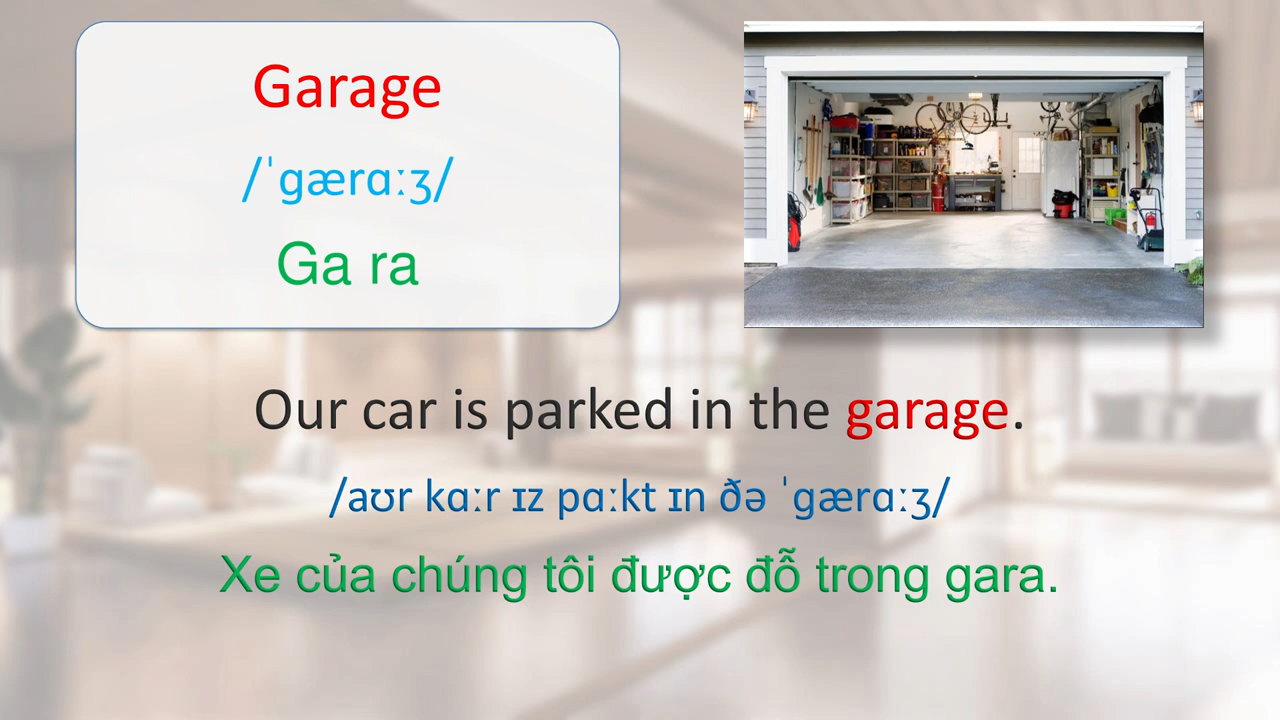 Garage
/ˈɡærɑːʒ/
Ga ra
Our car is parked in the garage.
/aʊr kɑːr ɪz pɑːkt ɪn ðə ˈɡærɑːʒ/
Xe của chúng tôi được đỗ trong gara.